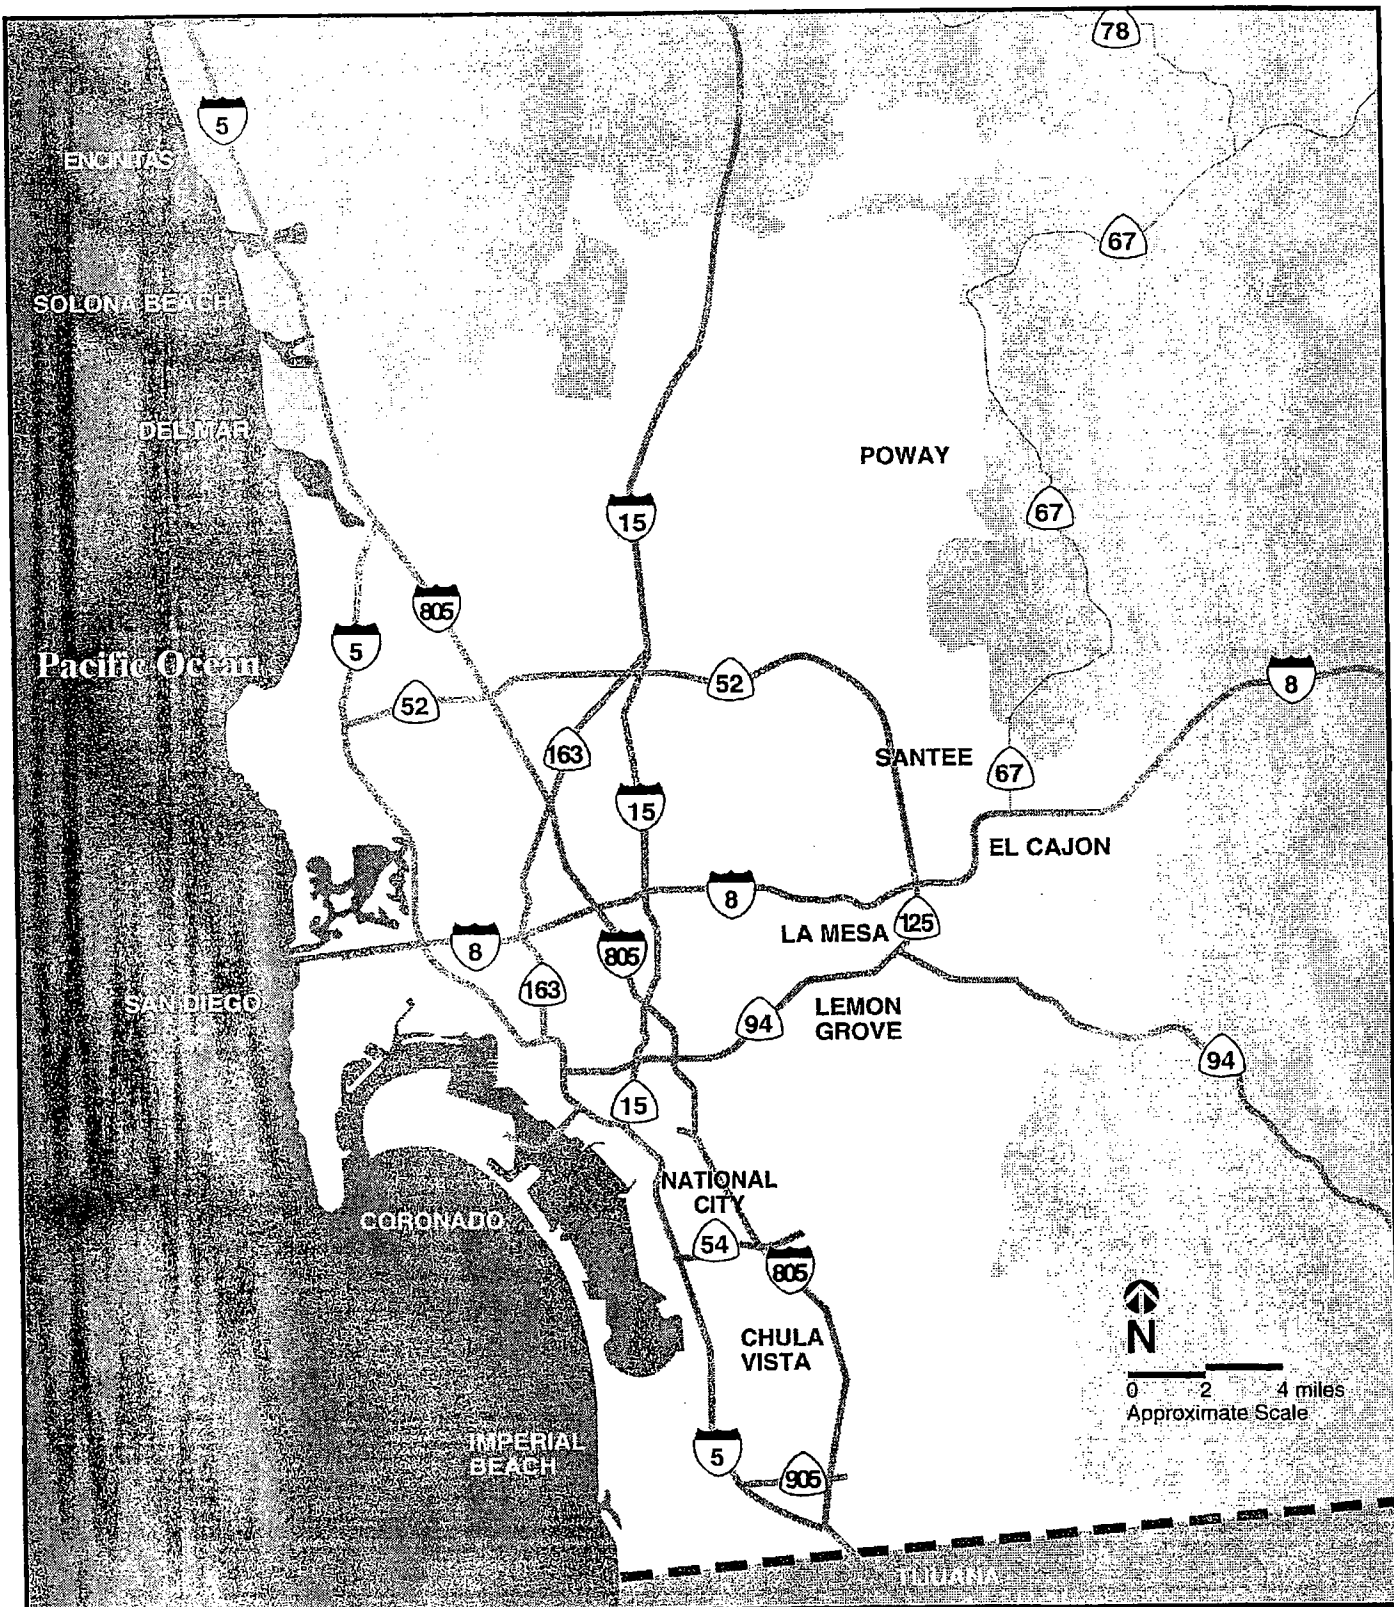 78
5
ENCINITAS
67
SOLONA BEACH
DEL MAR
POWAY
15
67
805
5
Pacific Ocean
52
52
8
163
SANTEE
67
15
EL CAJON
8
125
LA MESA
8
805
163
SAN DIEGO
LEMON
GROVE
94
94
15
NATIONAL
CITY
CORONADO
54
805
N
CHULA
VISTA
0 2 4 miles
Approximate Scale
IMPERIAL
BEACH
5
905
TIJUANA